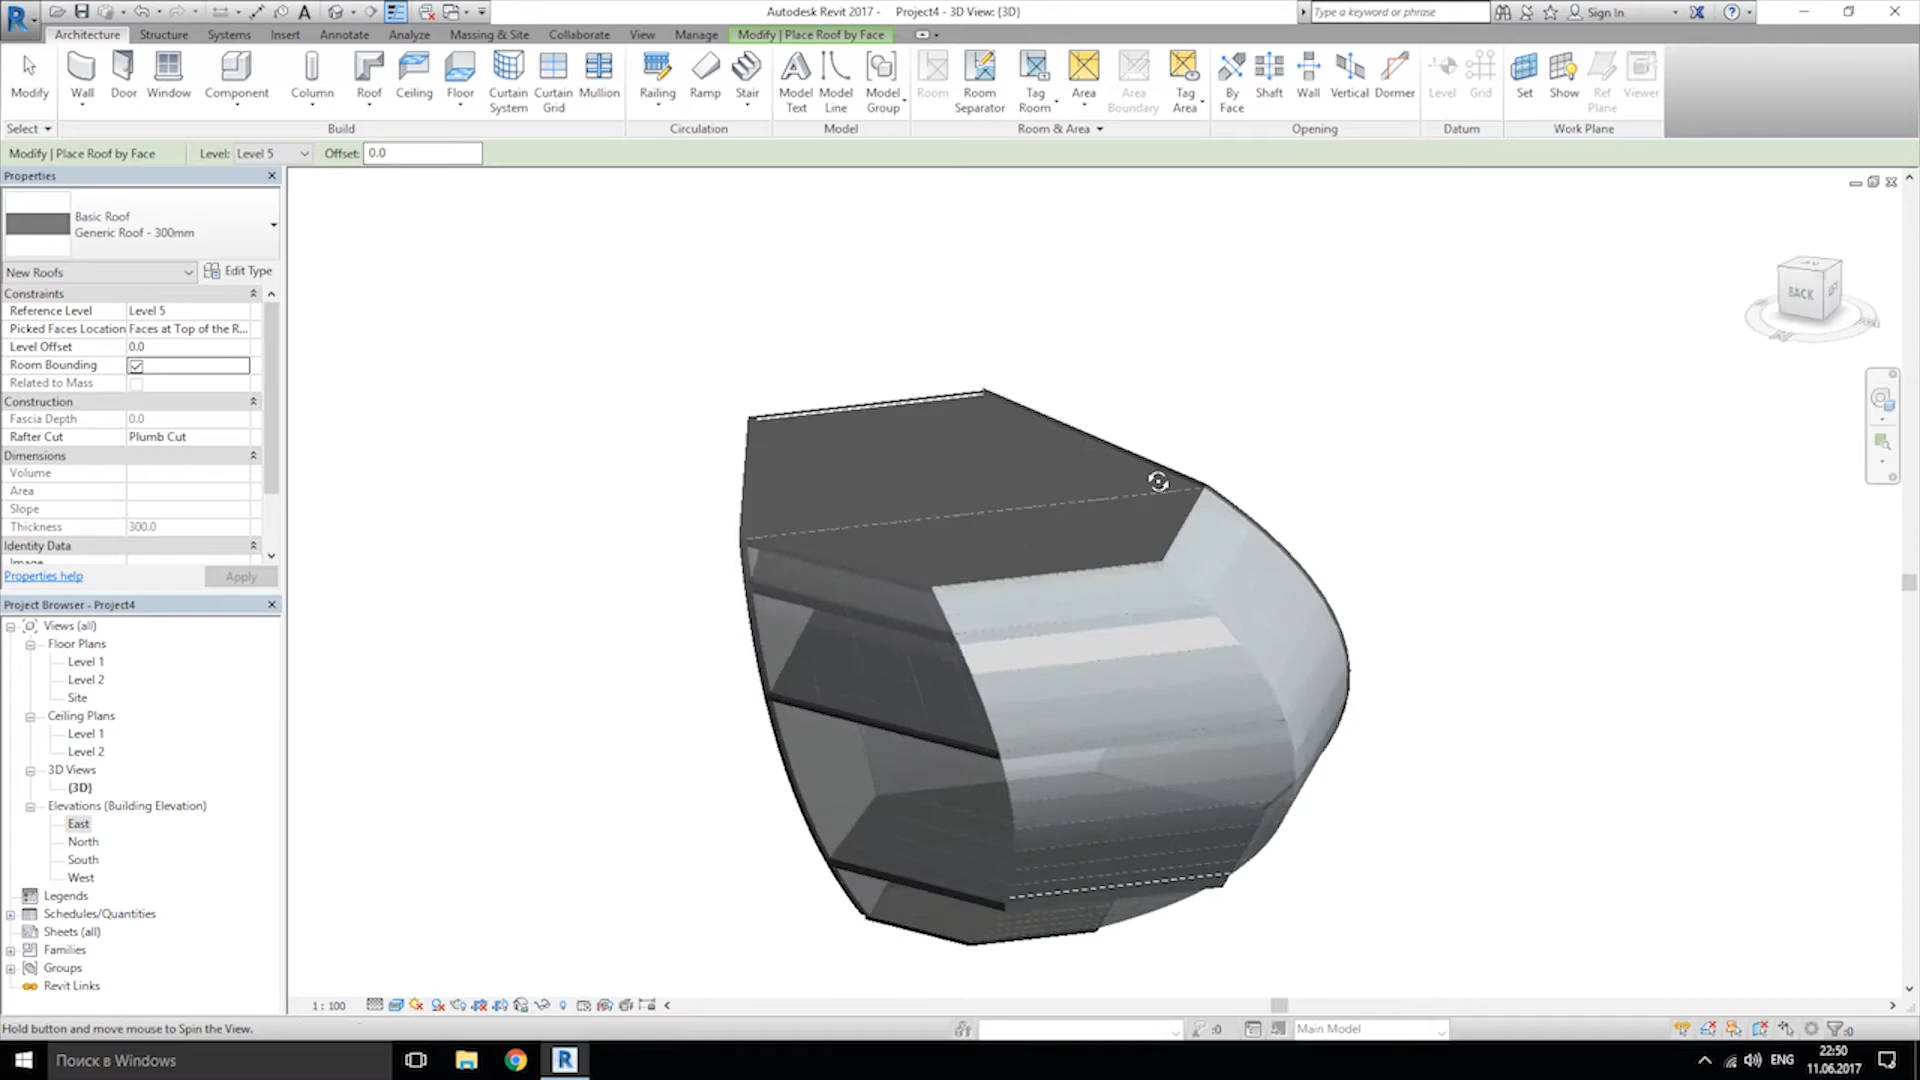 Autodesk Revit 2017 - Project4 - 3D View: {3D}
Type a keyword or phrase
Sign In
Architecture Structure Systems Insert Annotate Analyze Massing & Site Collaborate View Manage Modify | Place Roof by Face
Modify Wall Door Window Component Column Roof Ceiling Floor Curtain System Curtain Grid Mullion Railing Ramp Stair Model Text Model Line Model Group Room Room Separator Tag Room Area Area Boundary Tag Area By Face Shaft Wall Vertical Dormer Level Grid Set Show Ref Plane Viewer
Select Build Circulation Model Room & Area Opening Datum Work Plane
Modify | Place Roof by Face Level: Level 5 Offset: 0.0
Properties
Basic Roof
Generic Roof - 300mm
New Roofs Edit Type
Constraints
Reference Level Level 5
Picked Faces Location Faces at Top of the R...
Level Offset 0.0
Room Bounding
Related to Mass
Construction
Fascia Depth 0.0
Rafter Cut Plumb Cut
Dimensions
Volume
Area
Slope
Thickness 300.0
Identity Data
Image
Properties help Apply
BACK
Project Browser - Project4
Views (all)
Floor Plans
Level 1
Level 2
Site
Ceiling Plans
Level 1
Level 2
3D Views
{3D}
Elevations (Building Elevation)
East
North
South
West
Legends
Schedules/Quantities
Sheets (all)
Families
Groups
Revit Links
1 : 100
Hold button and move mouse to Spin the View.
:0
Main Model
:0
Поиск в Windows
ENG
22:50
11.06.2017